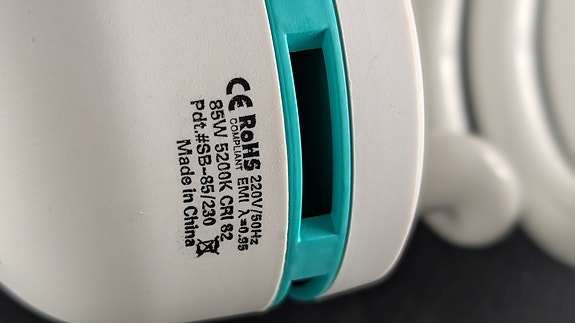 CE RoHS 220V/50Hz
COMPLIANT EMI λ=0.95
85W 5200K CRI 82
Pdt.#SB-85/230
Made in China